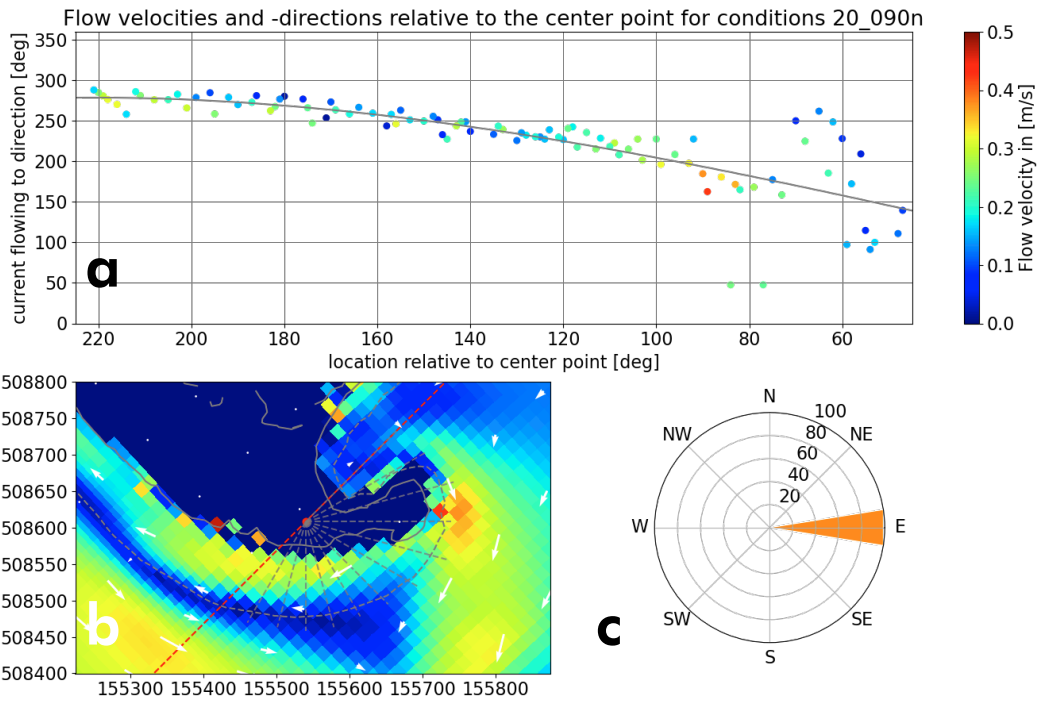 Flow velocities and -directions relative to the center point for conditions 20_090n
current flowing to direction [deg]
350
300
250
200
150
100
50
0
220 200 180 160 140 120 100 80 60
location relative to center point [deg]
a
0.5
0.4
0.3
0.2
0.1
0.0
Flow velocity in [m/s]
508800
508750
508700
508650
508600
508550
508500
508450
508400
155300 155400 155500 155600 155700 155800
b
N
NE
E
SE
S
SW
W
NW
100
80
60
40
20
c